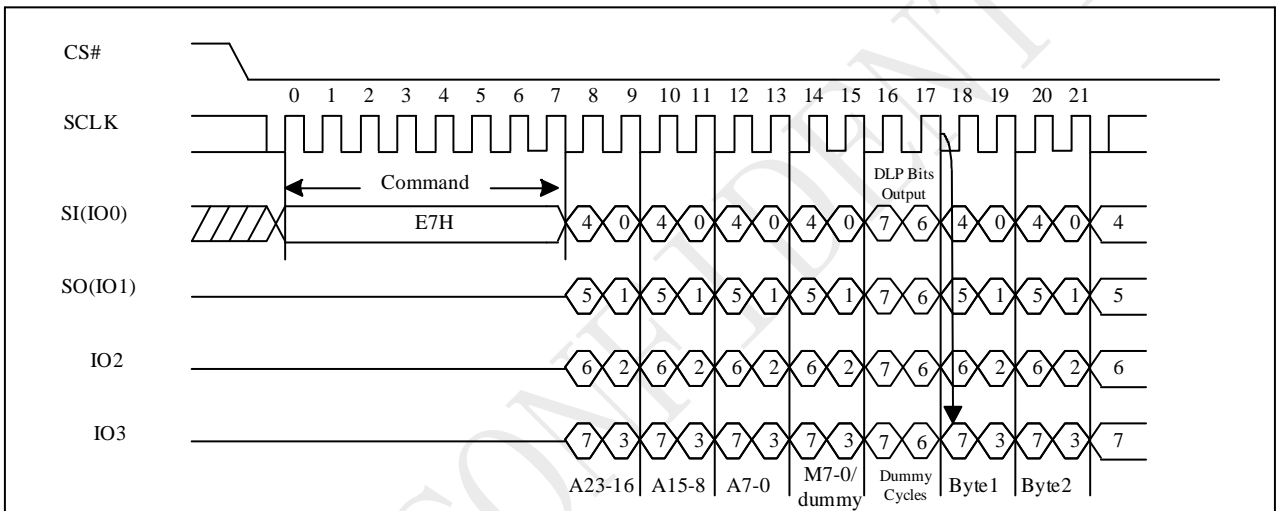 CS#
0 1 2 3 4 5 6 7 8 9 10 11 12 13 14 15 16 17 18 19 20 21
SCLK
Command
DLP Bits
Output
SI(IO0) E7H 4 0 4 0 4 0 4 0 7 6 4 0 4 0 4
SO(IO1) 5 1 5 1 5 1 5 1 7 6 5 1 5 1 5
IO2 6 2 6 2 6 2 6 2 7 6 6 2 6 2 6
IO3 7 3 7 3 7 3 7 3 7 6 7 3 7 3 7
A23-16 A15-8 A7-0 M7-0/ dummy Dummy Cycles Byte1 Byte2
CONFIDENT